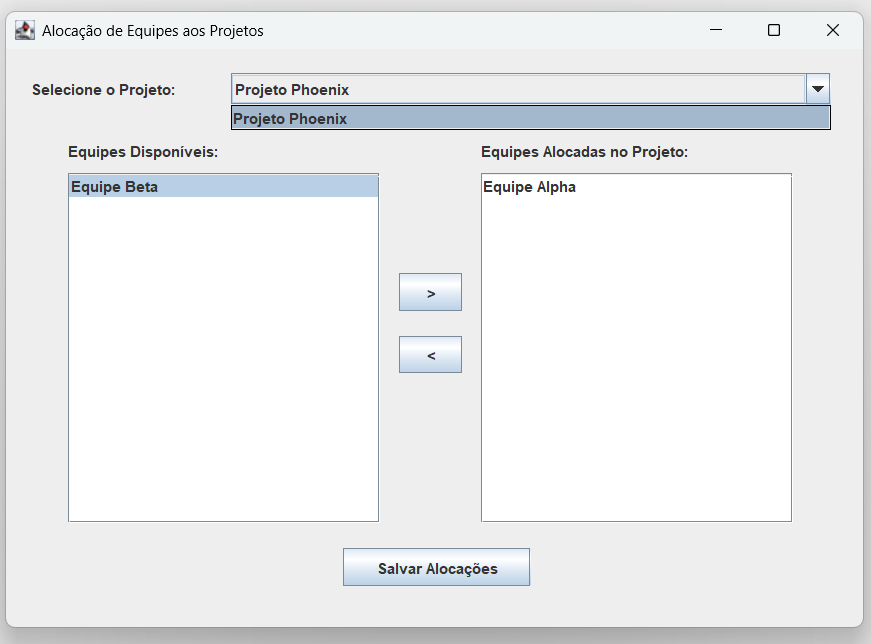 Alocação de Equipes aos Projetos
Selecione o Projeto:
Projeto Phoenix
Projeto Phoenix
Equipes Disponíveis:
Equipes Alocadas no Projeto:
Equipe Beta
Equipe Alpha
>
<
Salvar Alocações